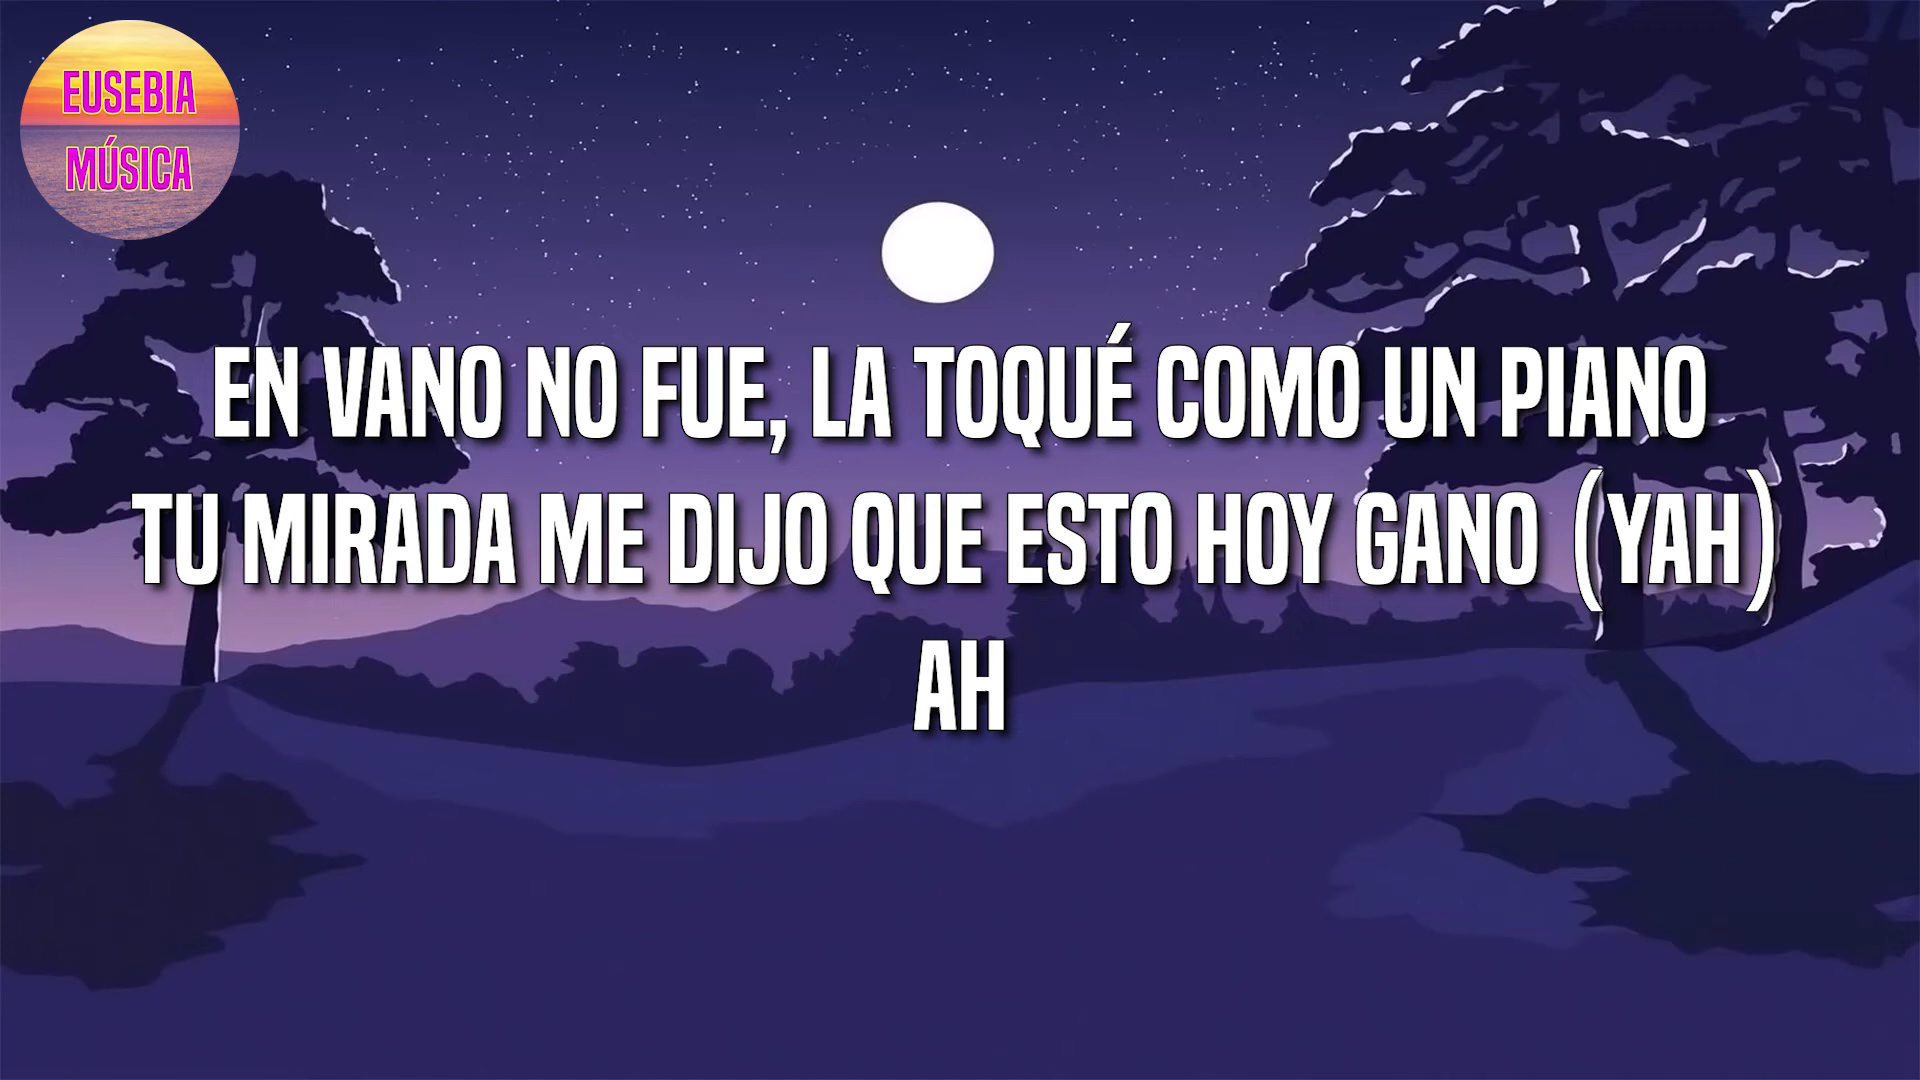 EUSEBIA
MÚSICA
EN VANO NO FUE, LA TOQUÉ COMO UN PIANO
TU MIRADA ME DIJO QUE ESTO HOY GANO (YAH)
AH